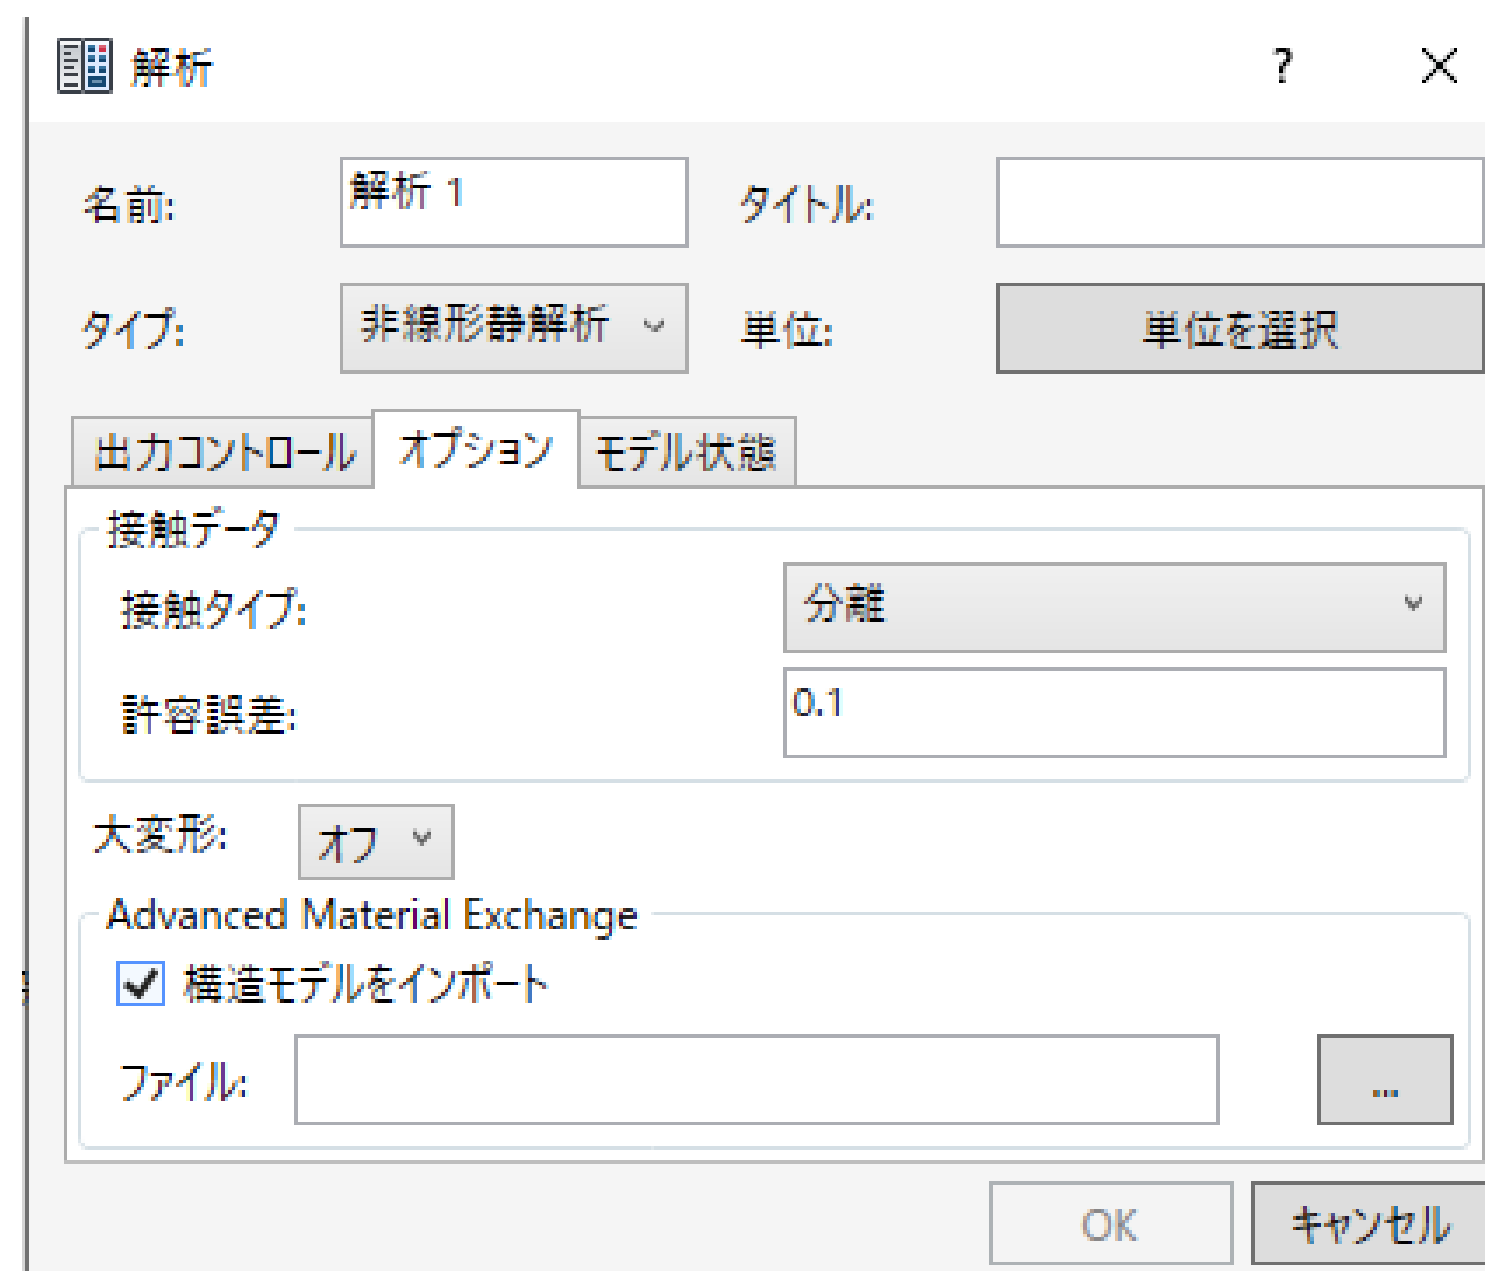 解析
名前: 解析 1 タイトル:
タイプ: 非線形静解析 単位: 単位を選択
出力コントロール オプション モデル状態
接触データ
接触タイプ: 分離
許容誤差: 0.1
大変形: オフ
Advanced Material Exchange
構造モデルをインポート
ファイル: ...
OK キャンセル